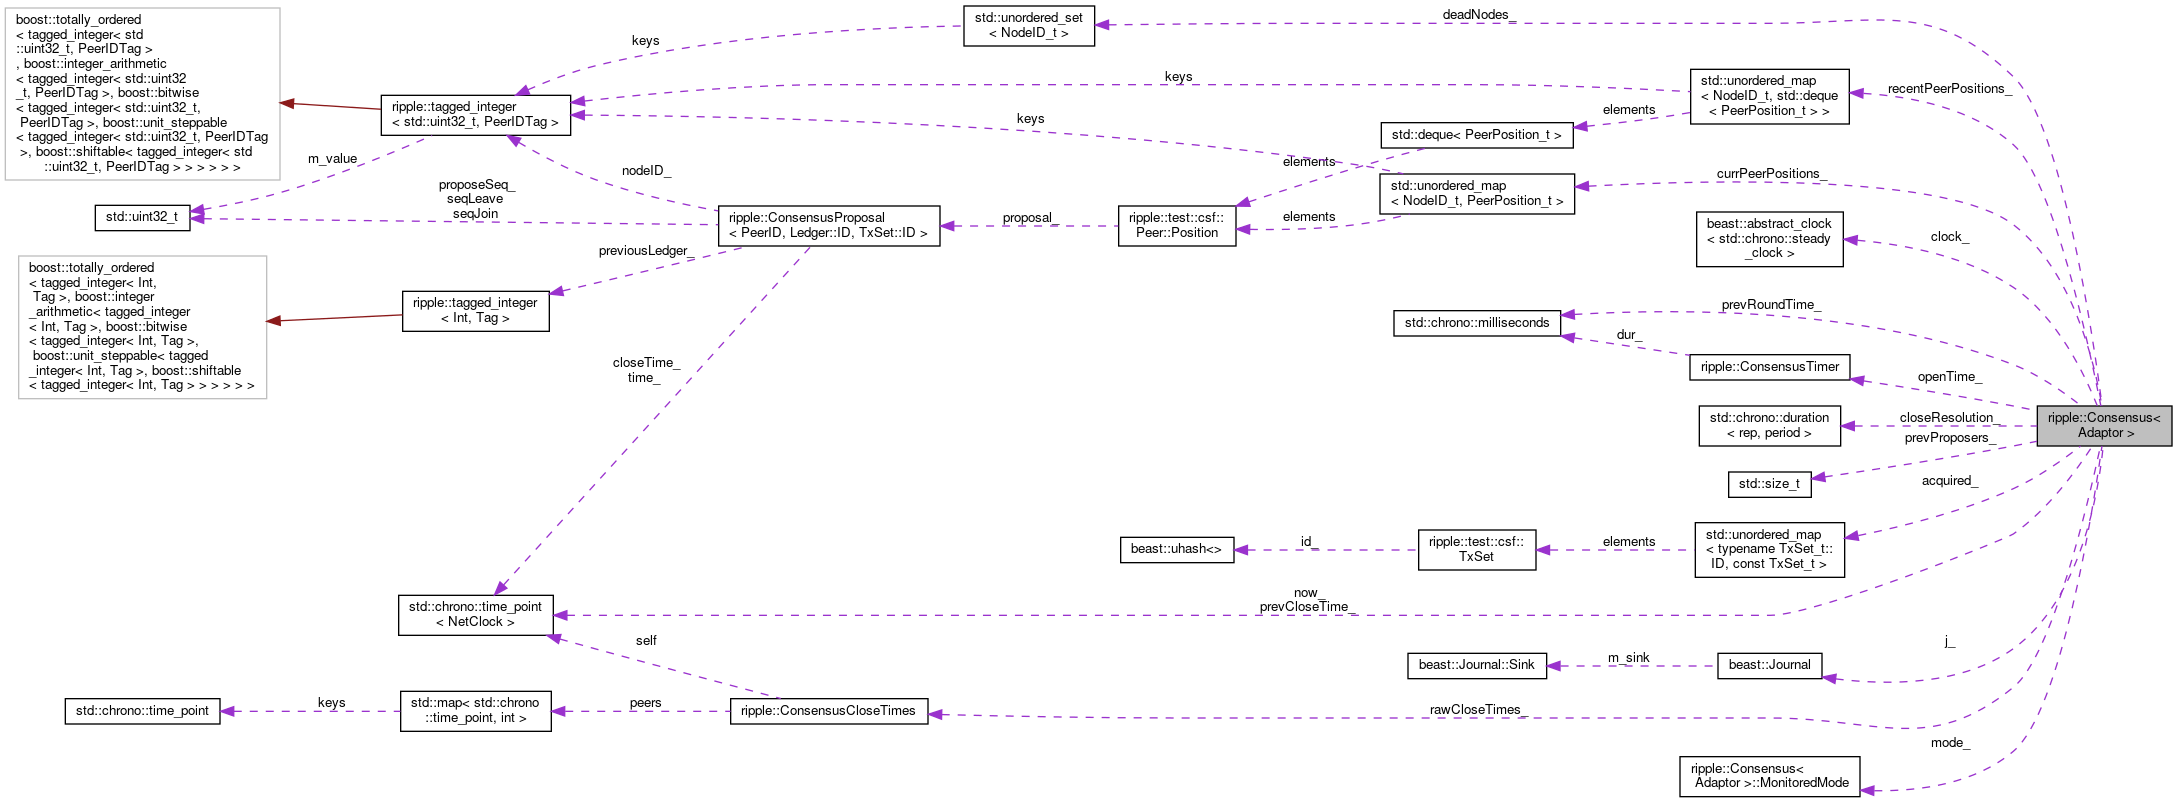 boost::totally_ordered
< tagged_integer< std
::uint32_t, PeerIDTag >
, boost::integer_arithmetic
< tagged_integer< std::uint32
_t, PeerIDTag >, boost::bitwise
< tagged_integer< std::uint32_t,
PeerIDTag >, boost::unit_steppable
< tagged_integer< std::uint32_t, PeerIDTag
>, boost::shiftable< tagged_integer< std
::uint32_t, PeerIDTag > > > > > >
std::uint32_t
boost::totally_ordered
< tagged_integer< Int,
Tag >, boost::integer
_arithmetic< tagged_integer
< Int, Tag >, boost::bitwise
< tagged_integer< Int, Tag >,
boost::unit_steppable< tagged
_integer< Int, Tag >, boost::shiftable
< tagged_integer< Int, Tag > > > > > >
std::chrono::time_point
m_value
keys
ripple::tagged_integer
< std::uint32_t, PeerIDTag >
proposeSeq_
seqLeave
seqJoin
ripple::tagged_integer
< Int, Tag >
std::chrono::time_point
< NetClock >
std::map< std::chrono
::time_point, int >
keys
nodeID_
previousLedger_
closeTime_
time_
self
peers
ripple::ConsensusProposal
< PeerID, Ledger::ID, TxSet::ID >
ripple::ConsensusCloseTimes
std::unordered_set
< NodeID_t >
keys
keys
proposal_
ripple::test::csf::
Peer::Position
beast::uhash<>
elements
elements
id_
now_
prevCloseTime_
std::deque< PeerPosition_t >
std::unordered_map
< NodeID_t, PeerPosition_t >
std::chrono::milliseconds
ripple::test::csf::
TxSet
beast::Journal::Sink
deadNodes_
elements
dur_
elements
m_sink
rawCloseTimes_
std::unordered_map
< NodeID_t, std::deque
< PeerPosition_t > >
currPeerPositions_
beast::abstract_clock
< std::chrono::steady
_clock >
prevRoundTime_
ripple::ConsensusTimer
std::chrono::duration
< rep, period >
std::size_t
std::unordered_map
< typename TxSet_t::
ID, const TxSet_t >
beast::Journal
ripple::Consensus<
Adaptor >::MonitoredMode
recentPeerPositions_
clock_
openTime_
closeResolution_
prevProposers_
acquired_
j_
mode_
ripple::Consensus<
Adaptor >